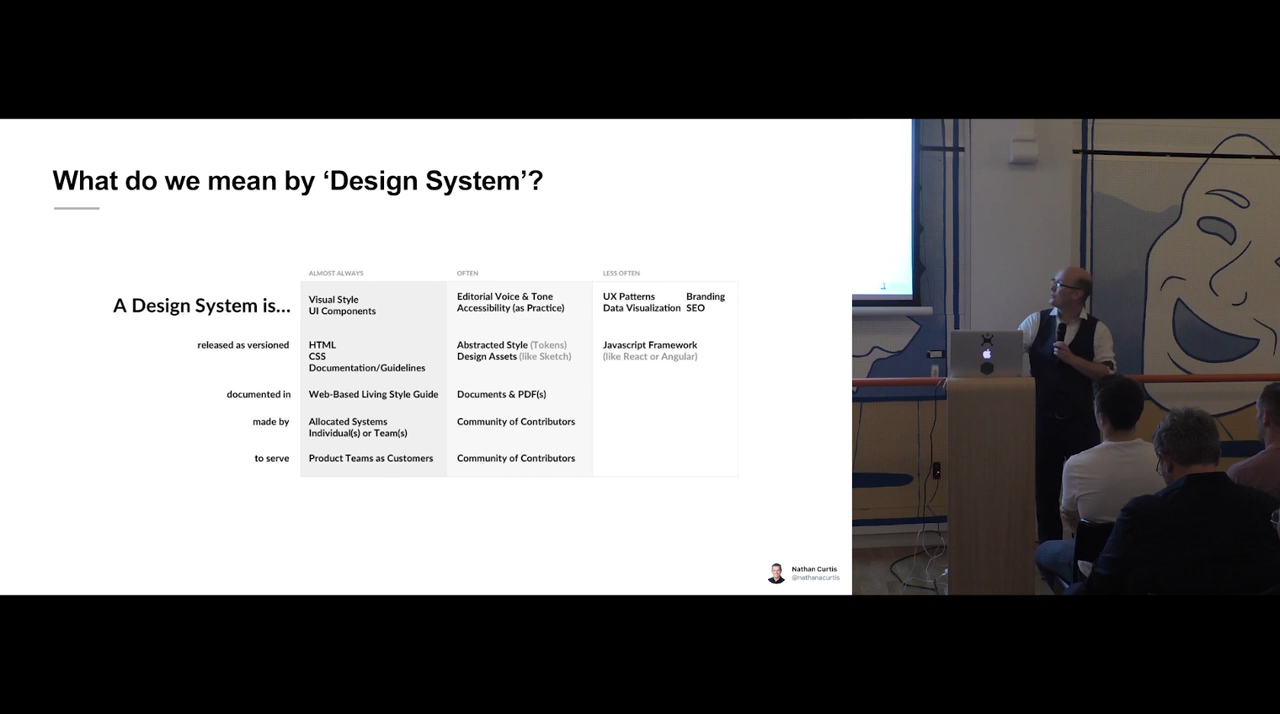 What do we mean by ‘Design System’?
ALMOST ALWAYS
OFTEN
LESS OFTEN
A Design System is...
Visual Style
UI Components
Editorial Voice & Tone
Accessibility (as Practice)
UX Patterns Branding
Data Visualization SEO
released as versioned
HTML
CSS
Documentation/Guidelines
Abstracted Style (Tokens)
Design Assets (like Sketch)
Javascript Framework
(like React or Angular)
documented in
Web-Based Living Style Guide
Documents & PDF(s)
made by
Allocated Systems
Individual(s) or Team(s)
Community of Contributors
to serve
Product Teams as Customers
Community of Contributors
Nathan Curtis
@nathanacurtis